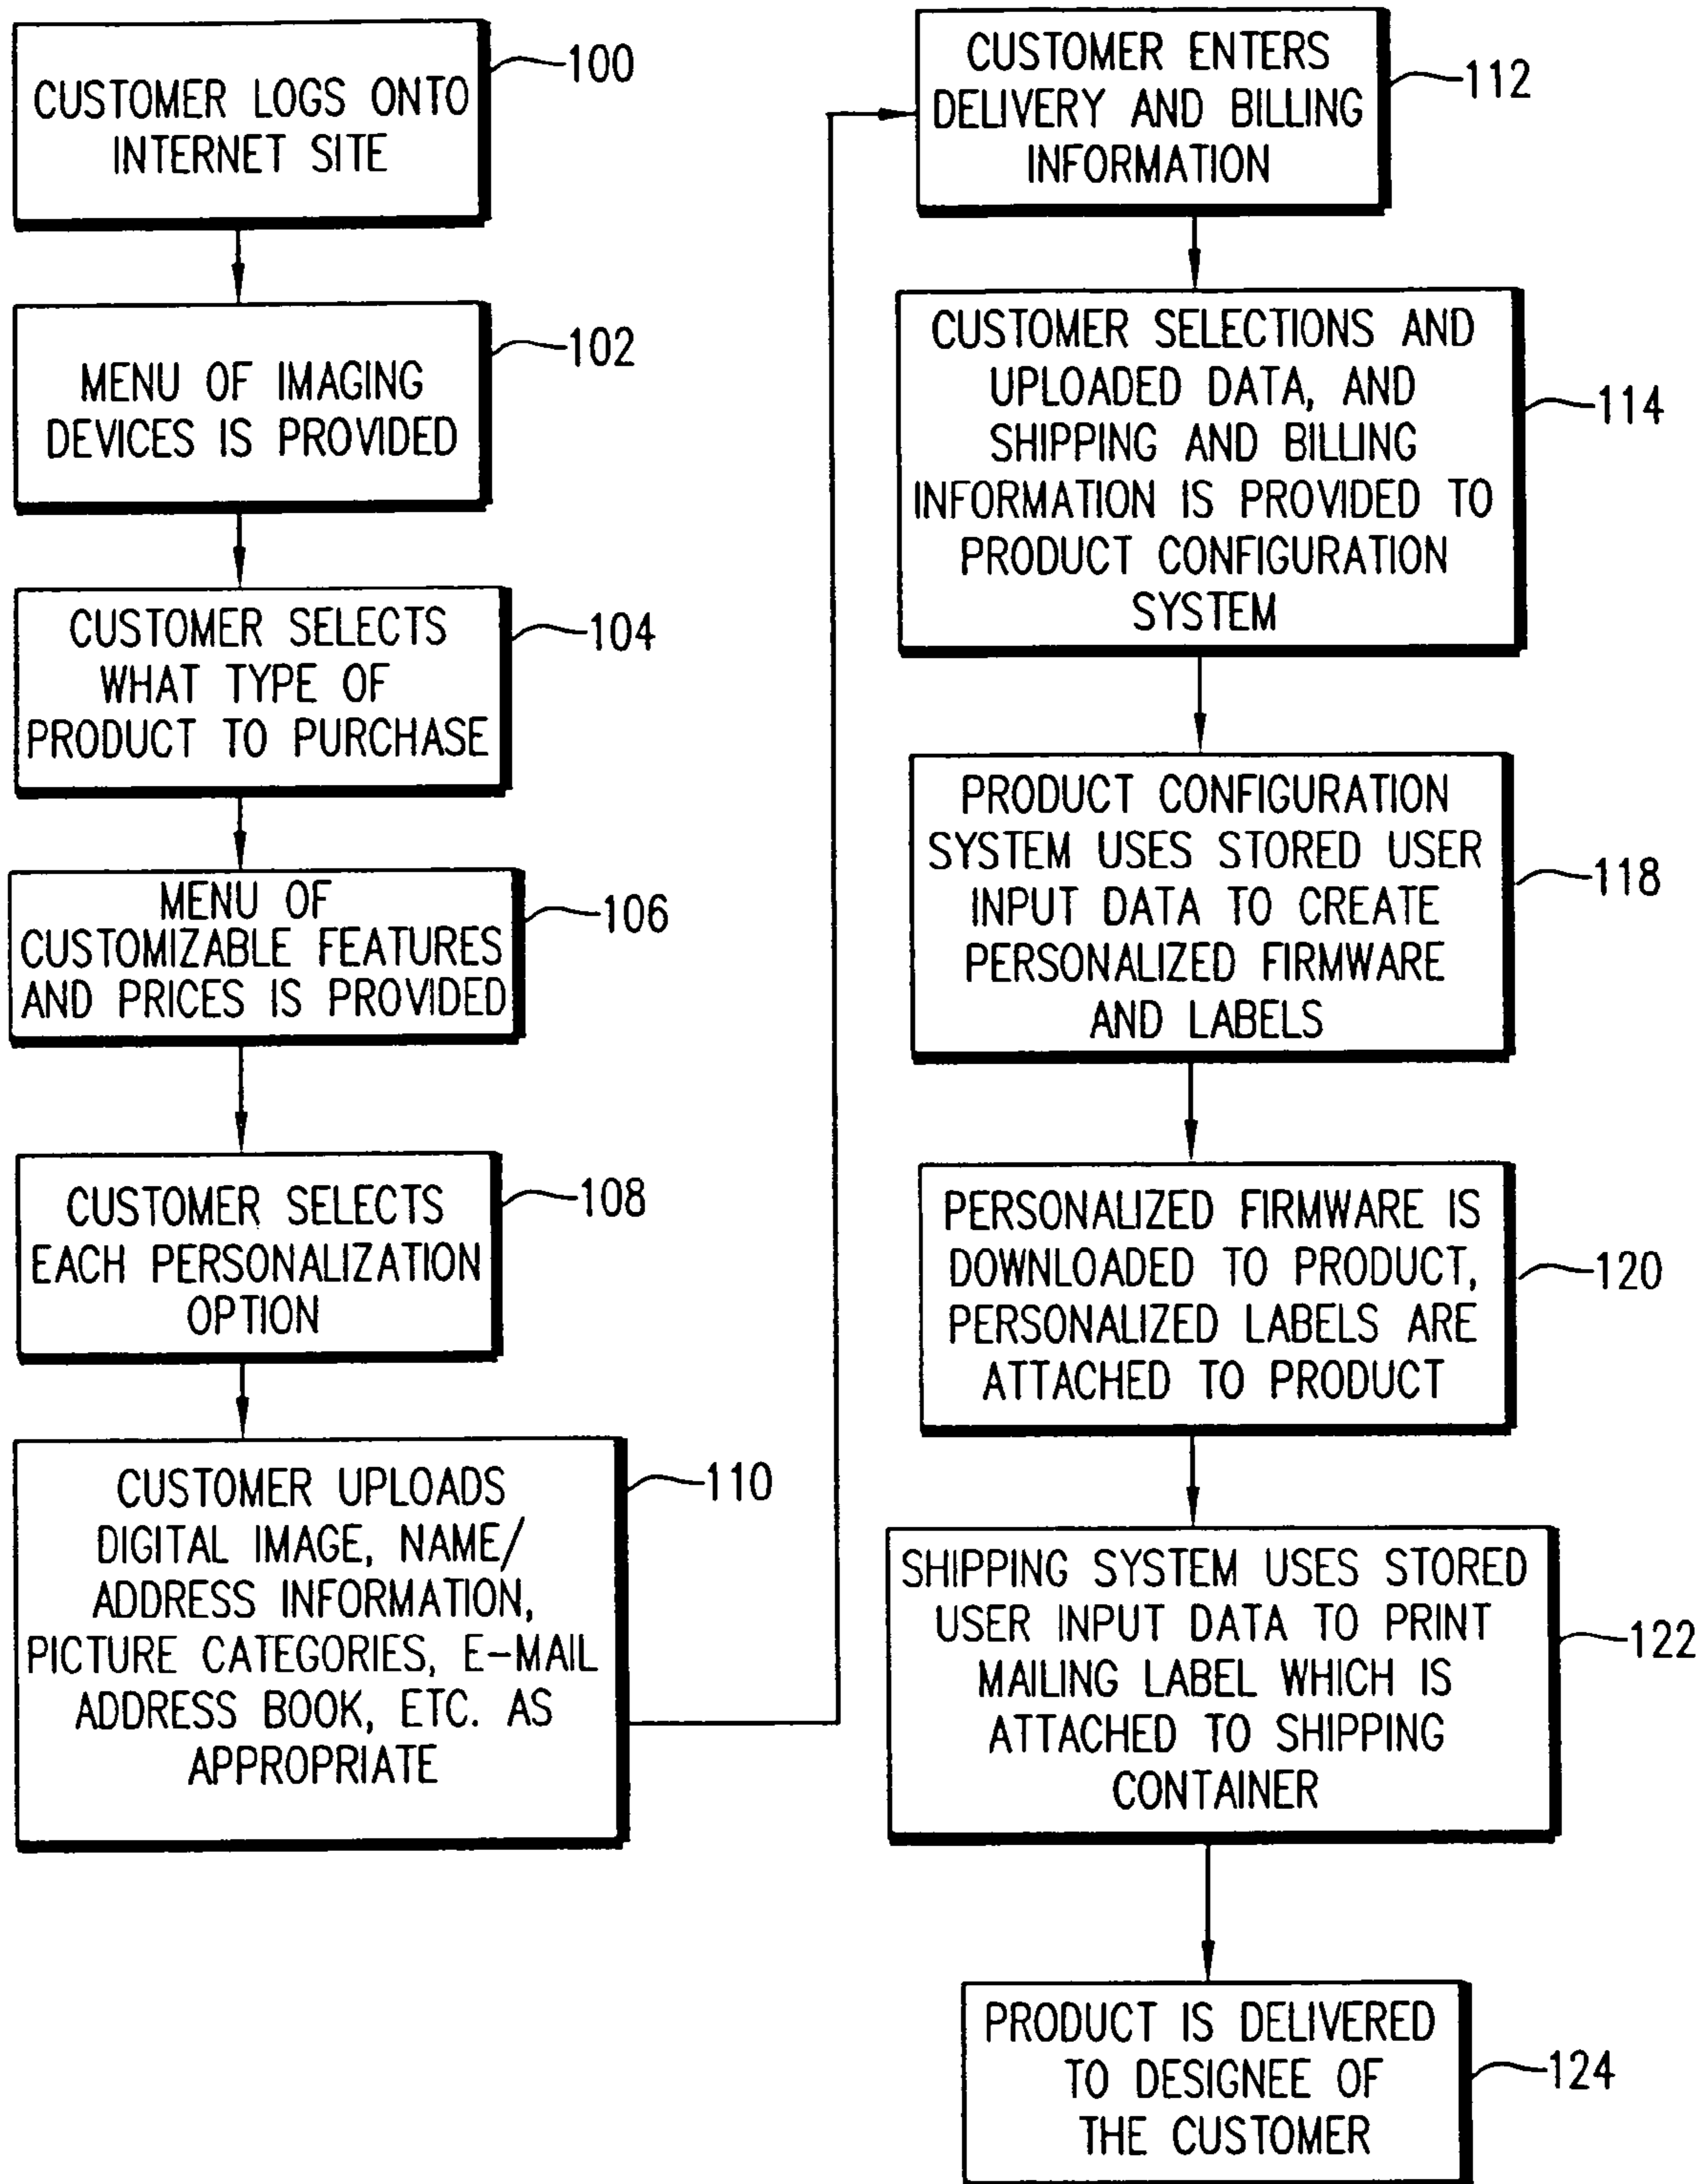 CUSTOMER LOGS ONTO
INTERNET SITE
100
MENU OF IMAGING
DEVICES IS PROVIDED
102
CUSTOMER SELECTS
WHAT TYPE OF
PRODUCT TO PURCHASE
104
MENU OF
CUSTOMIZABLE FEATURES
AND PRICES IS PROVIDED
106
CUSTOMER SELECTS
EACH PERSONALIZATION
OPTION
108
CUSTOMER UPLOADS
DIGITAL IMAGE, NAME/
ADDRESS INFORMATION,
PICTURE CATEGORIES, E-MAIL
ADDRESS BOOK, ETC. AS
APPROPRIATE
110
CUSTOMER ENTERS
DELIVERY AND BILLING
INFORMATION
112
CUSTOMER SELECTIONS AND
UPLOADED DATA, AND
SHIPPING AND BILLING
INFORMATION IS PROVIDED TO
PRODUCT CONFIGURATION
SYSTEM
114
PRODUCT CONFIGURATION
SYSTEM USES STORED USER
INPUT DATA TO CREATE
PERSONALIZED FIRMWARE
AND LABELS
118
PERSONALIZED FIRMWARE IS
DOWNLOADED TO PRODUCT,
PERSONALIZED LABELS ARE
ATTACHED TO PRODUCT
120
SHIPPING SYSTEM USES STORED
USER INPUT DATA TO PRINT
MAILING LABEL WHICH IS
ATTACHED TO SHIPPING
CONTAINER
122
PRODUCT IS DELIVERED
TO DESIGNEE OF
THE CUSTOMER
124